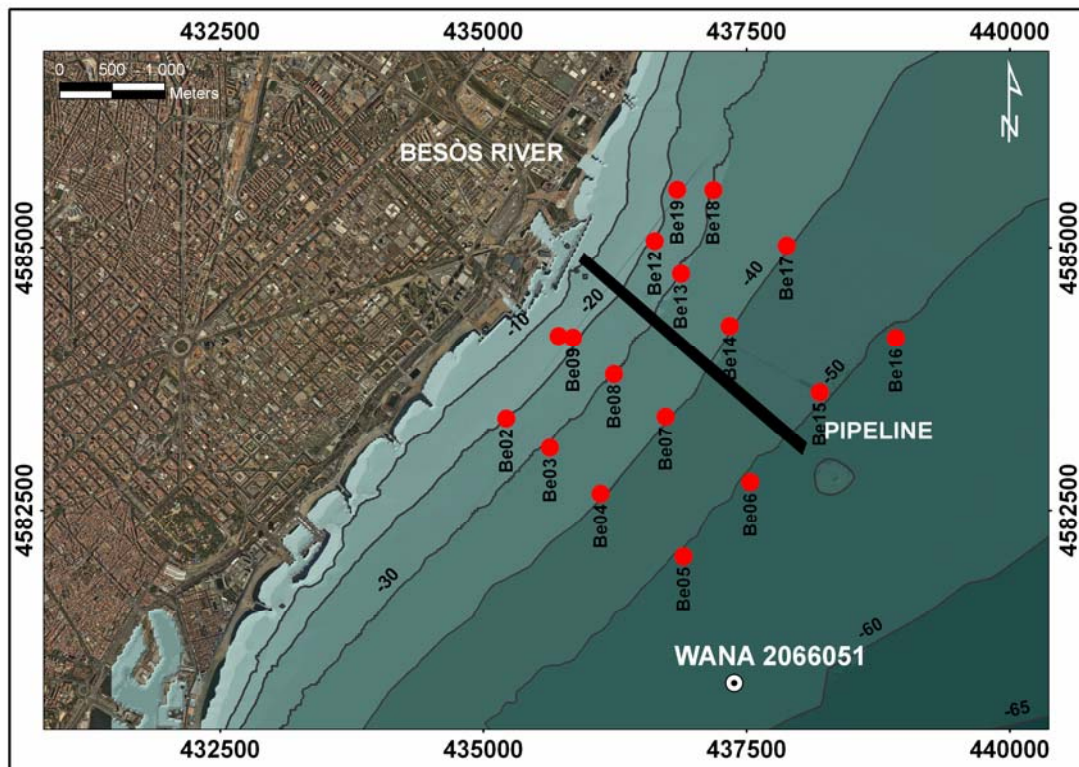 432500 435000 437500 440000
0 500 1 000
Meters
N
BESÒS RIVER
Be19
Be18
4585000
4585000
Be12
Be17
-40
Be13
-20
-10
Be14
Be09
Be16
-50
Be08
Be15
Be07
PIPELINE
Be02
Be03
Be06
4582500
4582500
Be04
-30
Be05
-60
WANA 2066051
-65
432500 435000 437500 440000